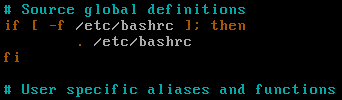 # Source global definitions
if [ -f /etc/bashrc ]; then
        . /etc/bashrc
fi

# User specific aliases and functions